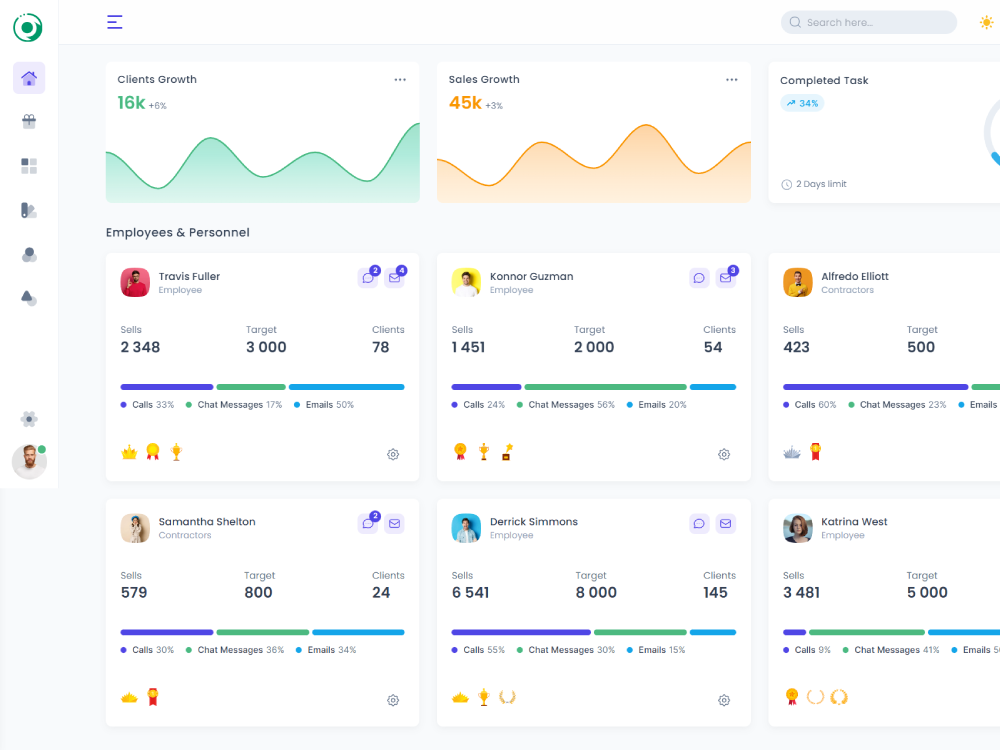 Search here...
Clients Growth
16k +6%
Sales Growth
45k +3%
Completed Task
34%
2 Days limit
Employees & Personnel
Travis Fuller
Employee
2
4
Sells Target Clients
2 348 3 000 78
Calls 33% Chat Messages 17% Emails 50%
Konnor Guzman
Employee
3
Sells Target Clients
1 451 2 000 54
Calls 24% Chat Messages 56% Emails 20%
Alfredo Elliott
Contractors
Sells Target
423 500
Calls 60% Chat Messages 23% Emails
Samantha Shelton
Contractors
2
Sells Target Clients
579 800 24
Calls 30% Chat Messages 36% Emails 34%
Derrick Simmons
Employee
Sells Target Clients
6 541 8 000 145
Calls 55% Chat Messages 30% Emails 15%
Katrina West
Employee
Sells Target
3 481 5 000
Calls 9% Chat Messages 41% Emails